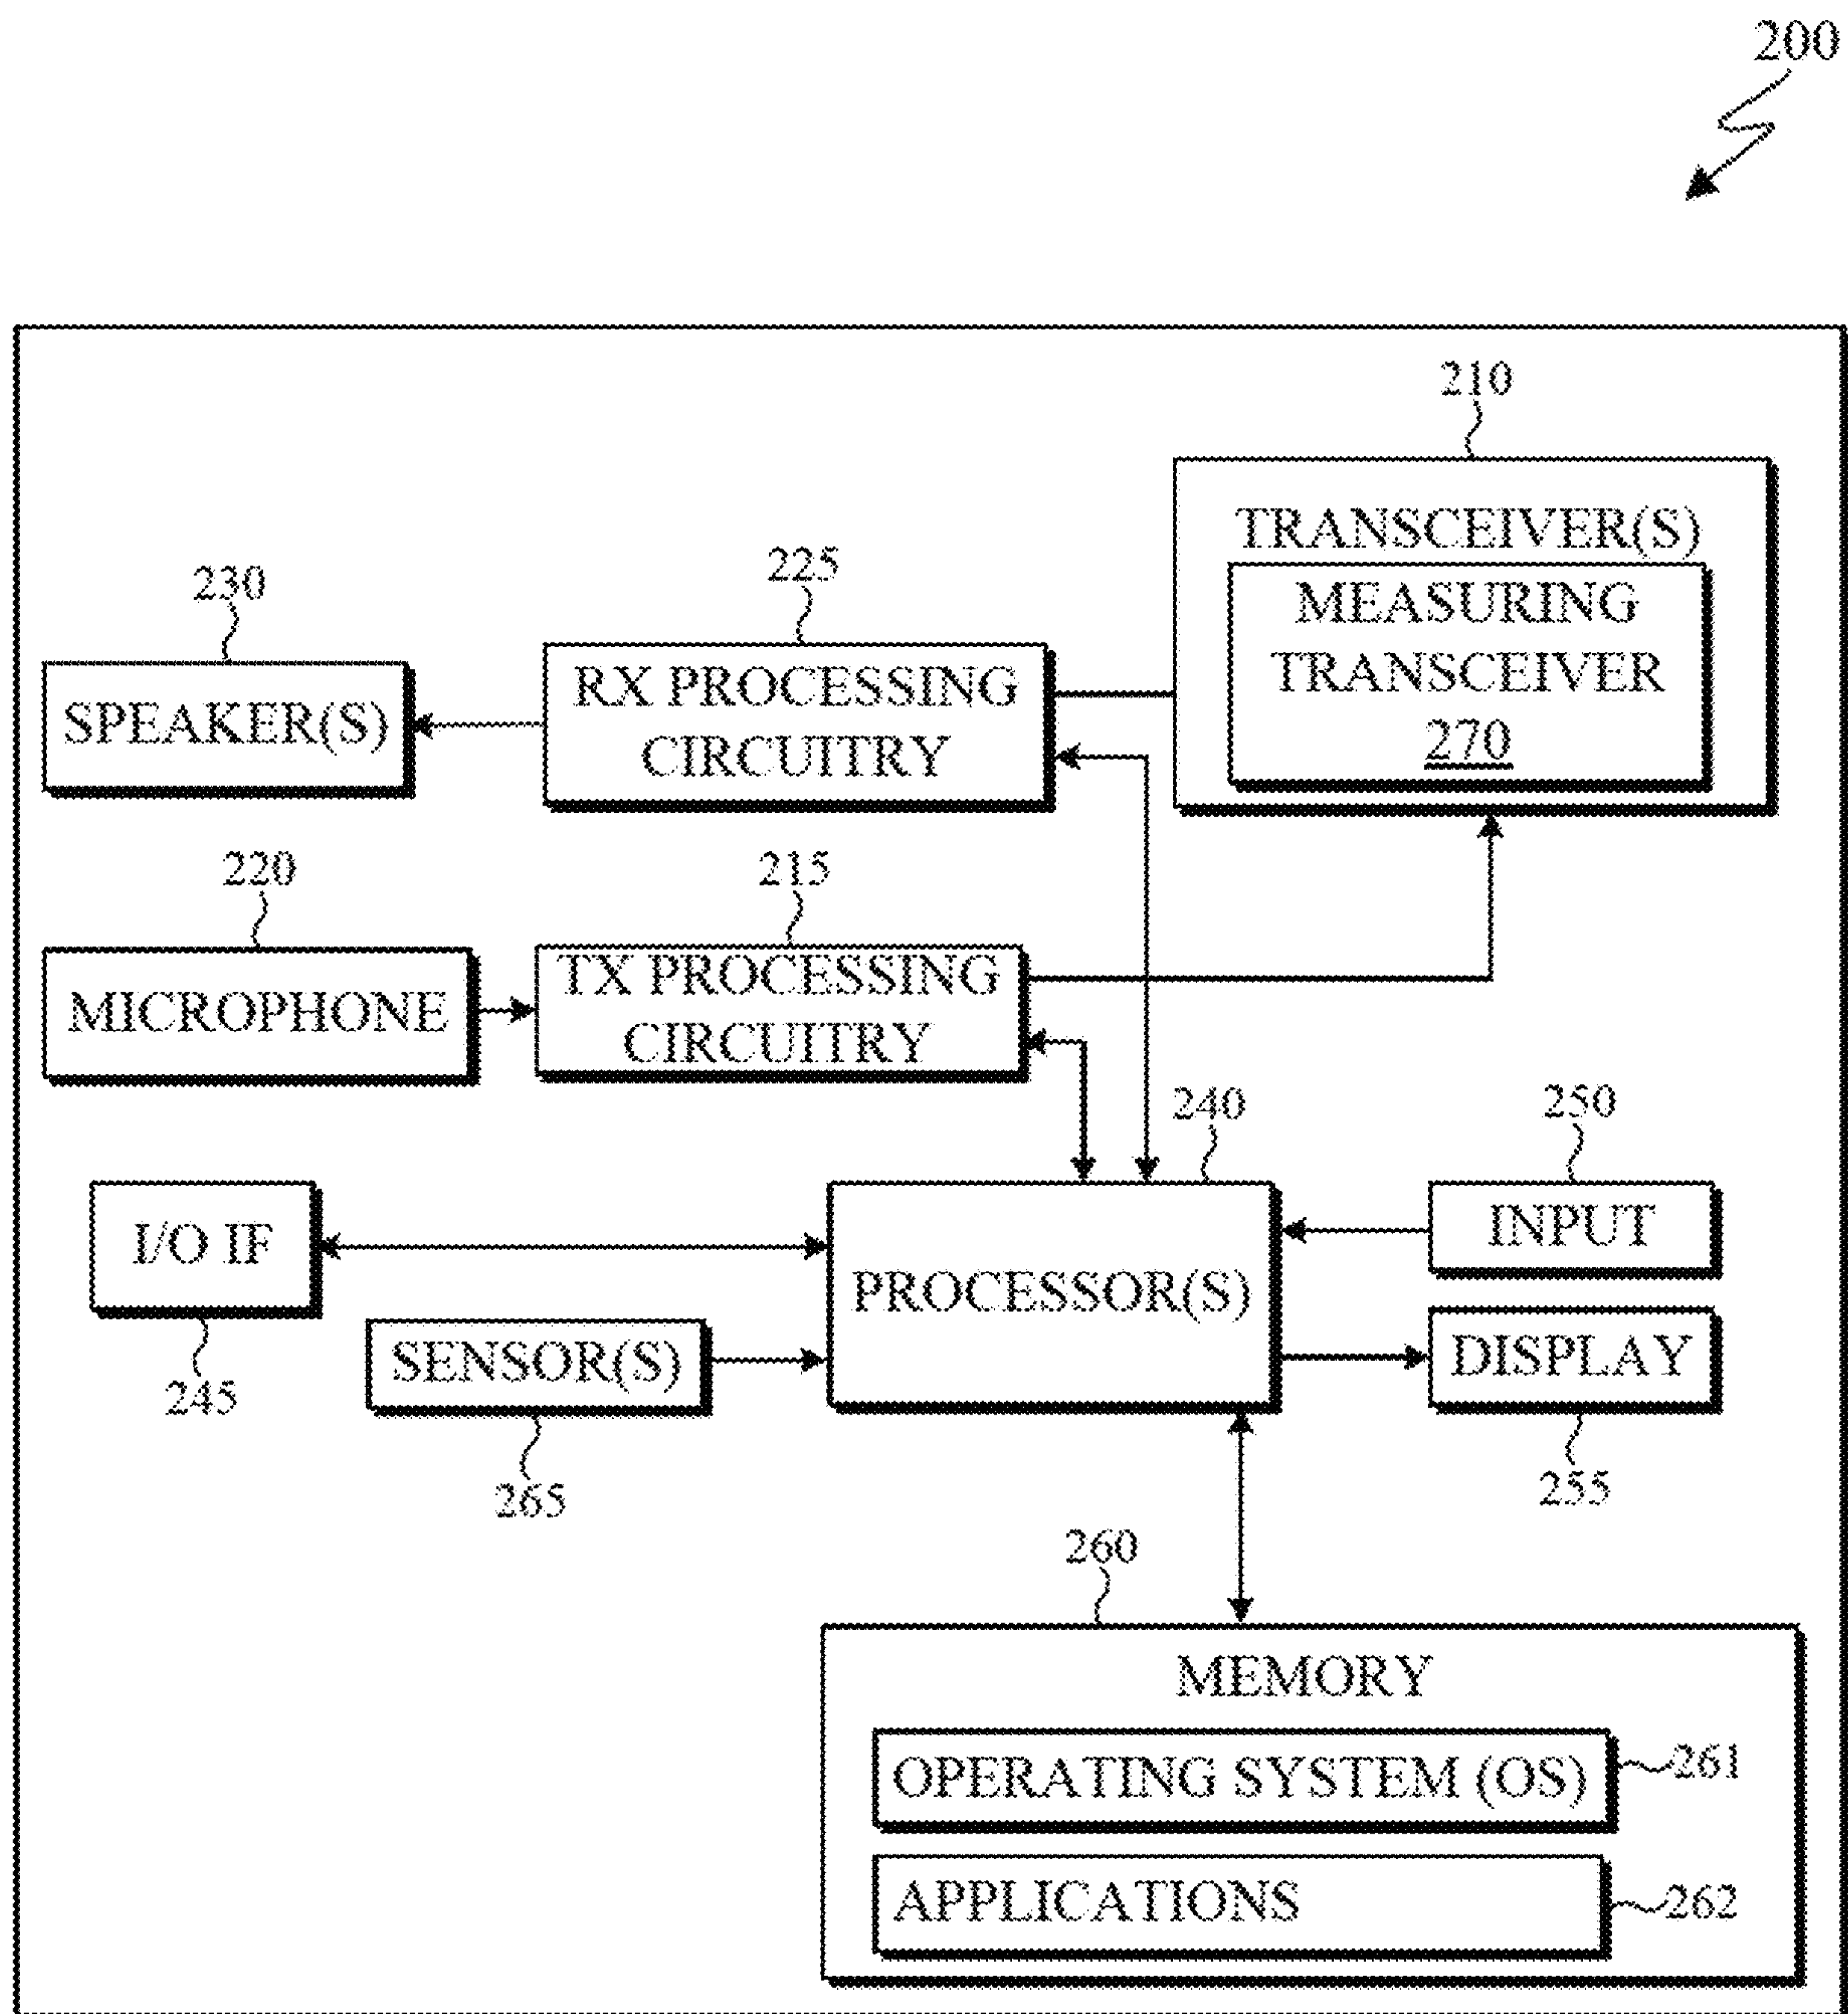 200
210
TRANSCEIVER(S)
MEASURING
TRANSCEIVER
270
225
RX PROCESSING
CIRCUITRY
230
SPEAKER(S)
220
MICROPHONE
215
TX PROCESSING
CIRCUITRY
240
PROCESSOR(S)
250
INPUT
I/O IF
245
SENSOR(S)
265
DISPLAY
255
260
MEMORY
OPERATING SYSTEM (OS)
261
APPLICATIONS
262